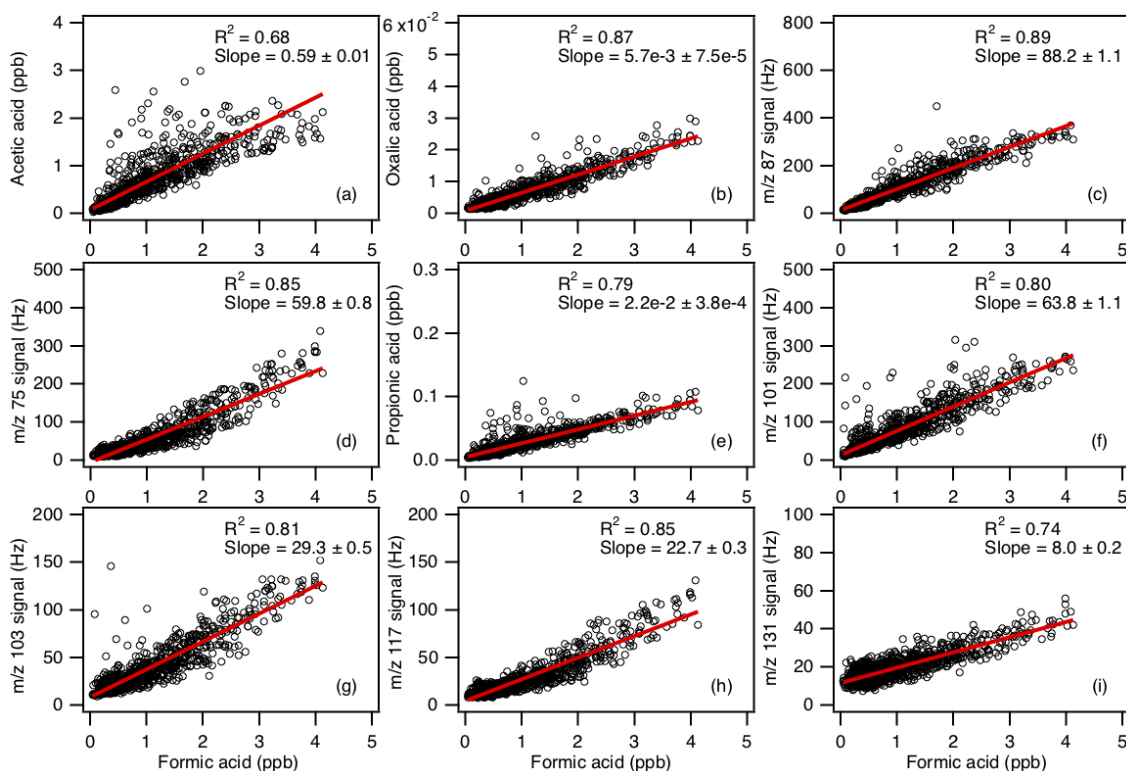 Acetic acid (ppb)
4
3
2
1
0
R² = 0.68
Slope = 0.59 ± 0.01
(a)
0 1 2 3 4 5
Oxalic acid (ppb)
6x10⁻²
5
4
3
2
1
0
R² = 0.87
Slope = 5.7e-3 ± 7.5e-5
(b)
0 1 2 3 4 5
m/z 87 signal (Hz)
800
600
400
200
0
R² = 0.89
Slope = 88.2 ± 1.1
(c)
0 1 2 3 4 5
m/z 75 signal (Hz)
500
400
300
200
100
0
R² = 0.85
Slope = 59.8 ± 0.8
(d)
0 1 2 3 4 5
Propionic acid (ppb)
0.3
0.2
0.1
0.0
R² = 0.79
Slope = 2.2e-2 ± 3.8e-4
(e)
0 1 2 3 4 5
m/z 101 signal (Hz)
500
400
300
200
100
0
R² = 0.80
Slope = 63.8 ± 1.1
(f)
0 1 2 3 4 5
m/z 103 signal (Hz)
200
150
100
50
0
R² = 0.81
Slope = 29.3 ± 0.5
(g)
0 1 2 3 4 5
Formic acid (ppb)
m/z 117 signal (Hz)
200
150
100
50
0
R² = 0.85
Slope = 22.7 ± 0.3
(h)
0 1 2 3 4 5
Formic acid (ppb)
m/z 131 signal (Hz)
100
80
60
40
20
0
R² = 0.74
Slope = 8.0 ± 0.2
(i)
0 1 2 3 4 5
Formic acid (ppb)